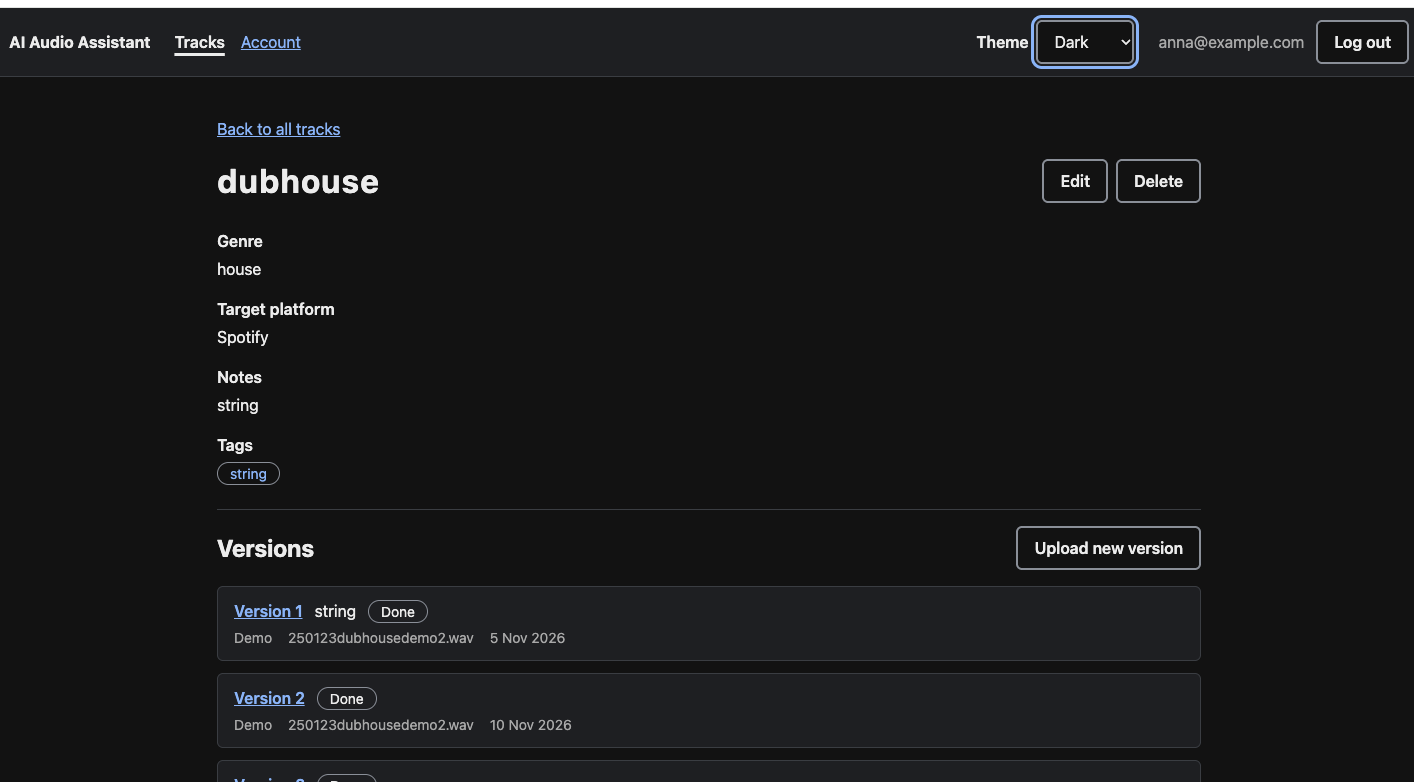 AI Audio Assistant Tracks Account Theme Dark anna@example.com Log out
Back to all tracks
dubhouse Edit Delete
Genre
house
Target platform
Spotify
Notes
string
Tags
string
Versions Upload new version
Version 1 string Done
Demo 250123dubhousedemo2.wav 5 Nov 2026
Version 2 Done
Demo 250123dubhousedemo2.wav 10 Nov 2026